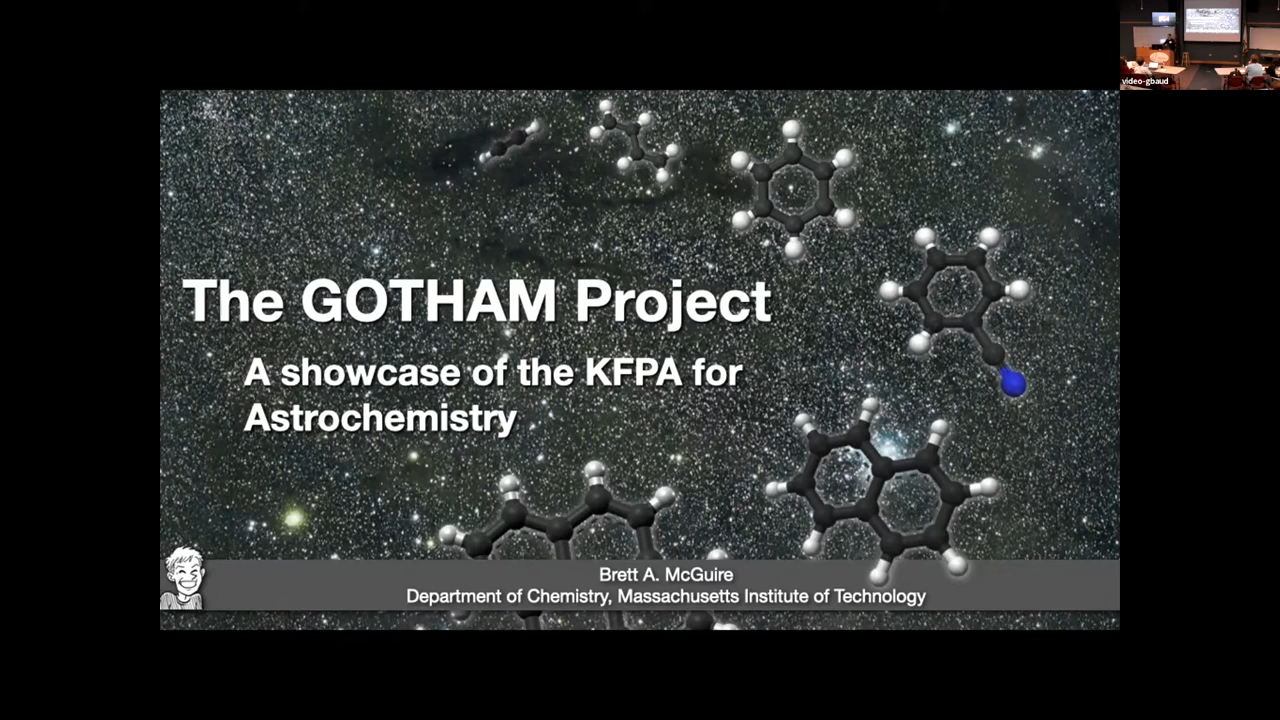 video-gbaud
The GOTHAM Project
A showcase of the KFPA for
Astrochemistry
Brett A. McGuire
Department of Chemistry, Massachusetts Institute of Technology